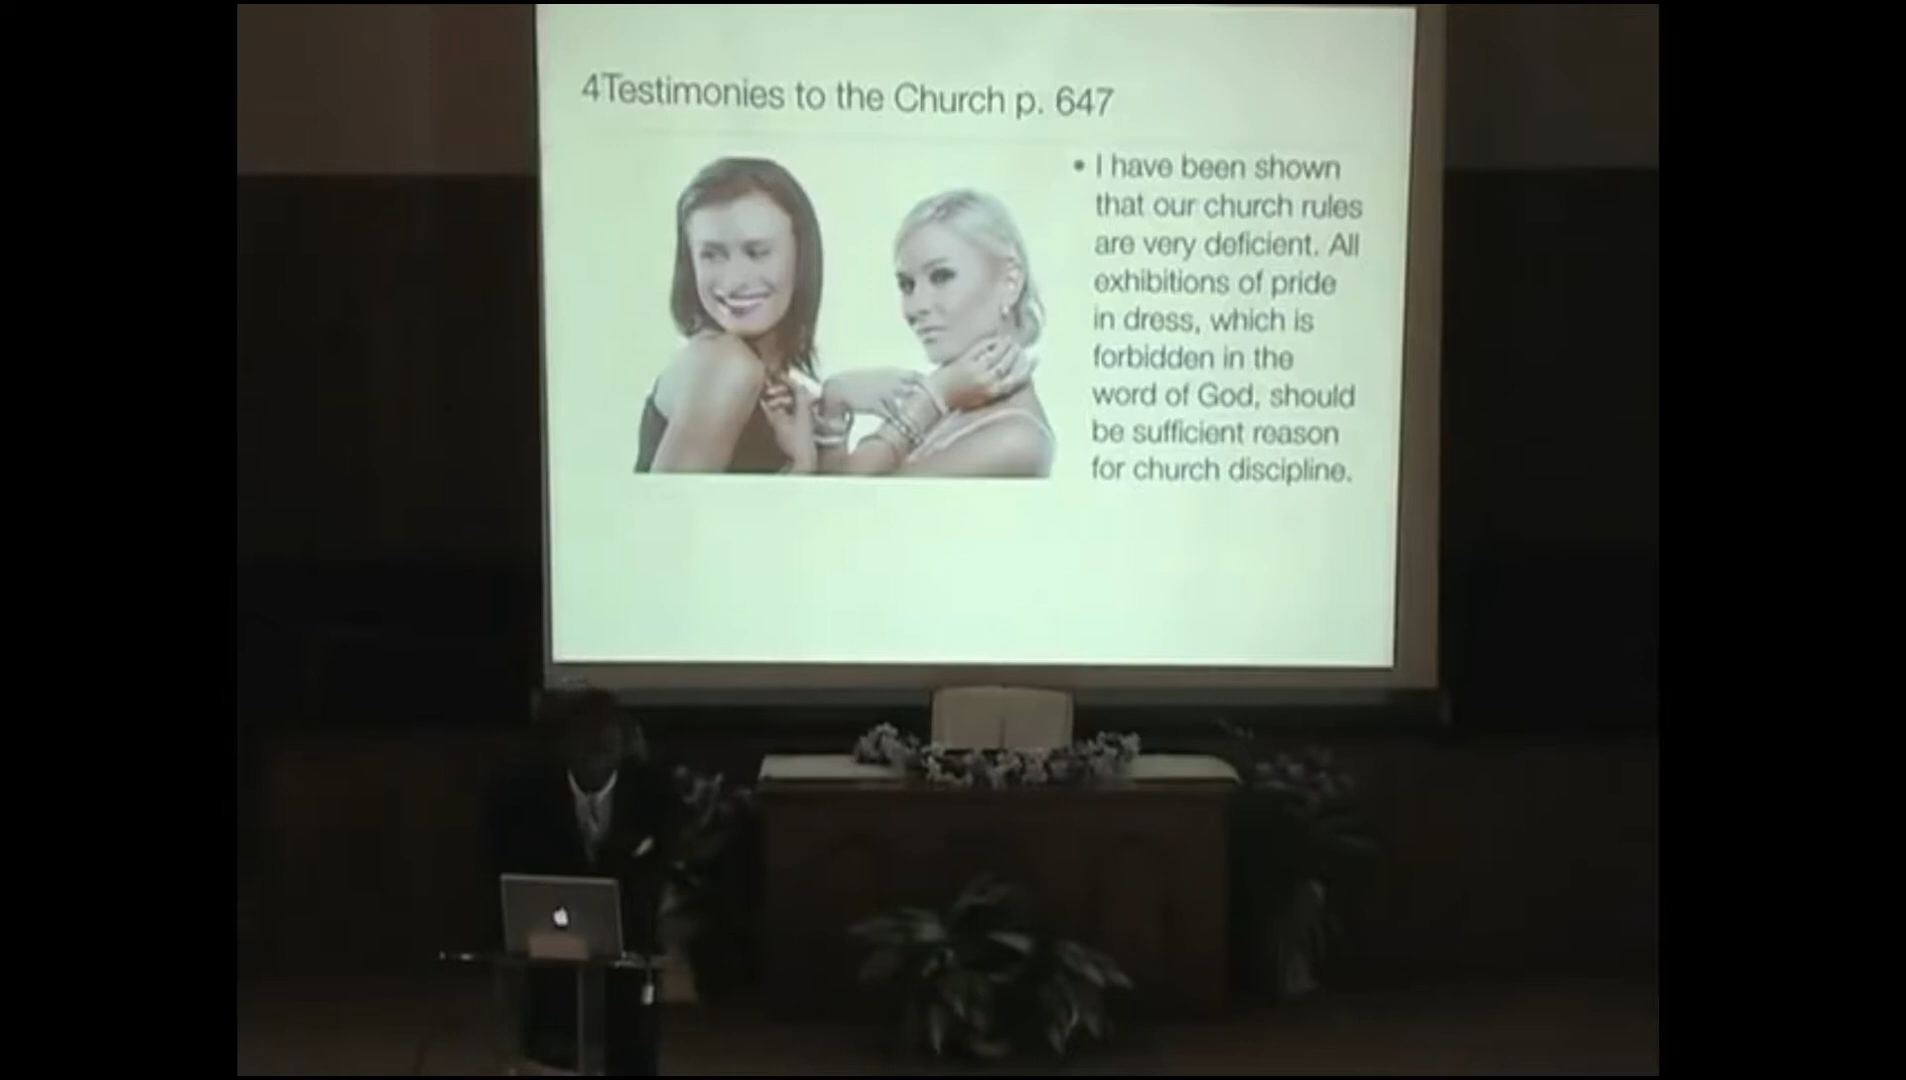 4Testimonies to the Church p. 647
• I have been shown
that our church rules
are very deficient. All
exhibitions of pride
in dress, which is
forbidden in the
word of God, should
be sufficient reason
for church discipline.